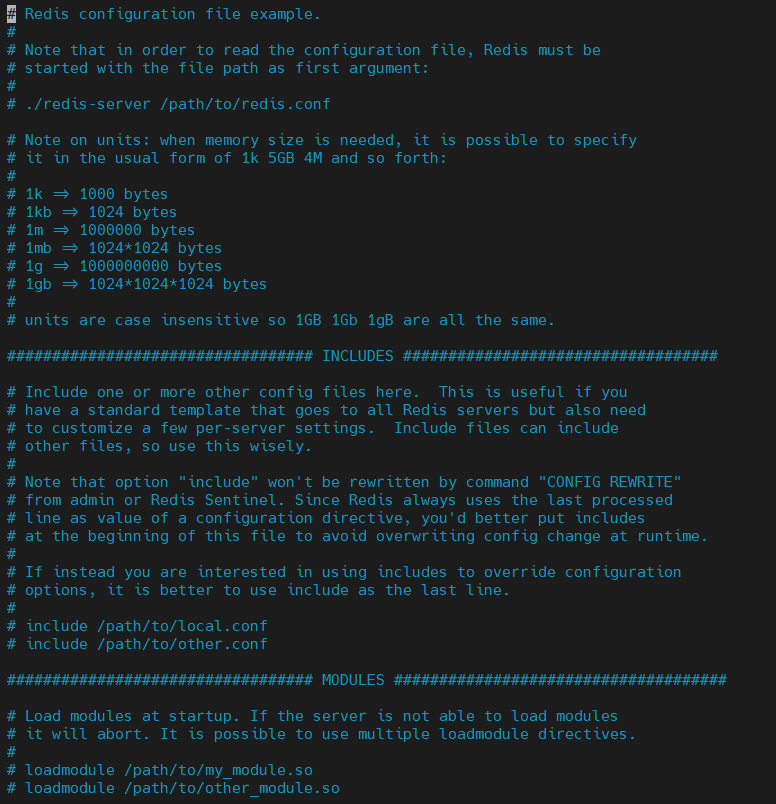 # Redis configuration file example.
#
# Note that in order to read the configuration file, Redis must be
# started with the file path as first argument:
#
# ./redis-server /path/to/redis.conf

# Note on units: when memory size is needed, it is possible to specify
# it in the usual form of 1k 5GB 4M and so forth:
#
# 1k => 1000 bytes
# 1kb => 1024 bytes
# 1m => 1000000 bytes
# 1mb => 1024*1024 bytes
# 1g => 1000000000 bytes
# 1gb => 1024*1024*1024 bytes
#
# units are case insensitive so 1GB 1Gb 1gB are all the same.

################################## INCLUDES ###################################

# Include one or more other config files here.  This is useful if you
# have a standard template that goes to all Redis servers but also need
# to customize a few per-server settings.  Include files can include
# other files, so use this wisely.
#
# Note that option "include" won't be rewritten by command "CONFIG REWRITE"
# from admin or Redis Sentinel. Since Redis always uses the last processed
# line as value of a configuration directive, you'd better put includes
# at the beginning of this file to avoid overwriting config change at runtime.
#
# If instead you are interested in using includes to override configuration
# options, it is better to use include as the last line.
#
# include /path/to/local.conf
# include /path/to/other.conf

################################## MODULES #####################################

# Load modules at startup. If the server is not able to load modules
# it will abort. It is possible to use multiple loadmodule directives.
#
# loadmodule /path/to/my_module.so
# loadmodule /path/to/other_module.so